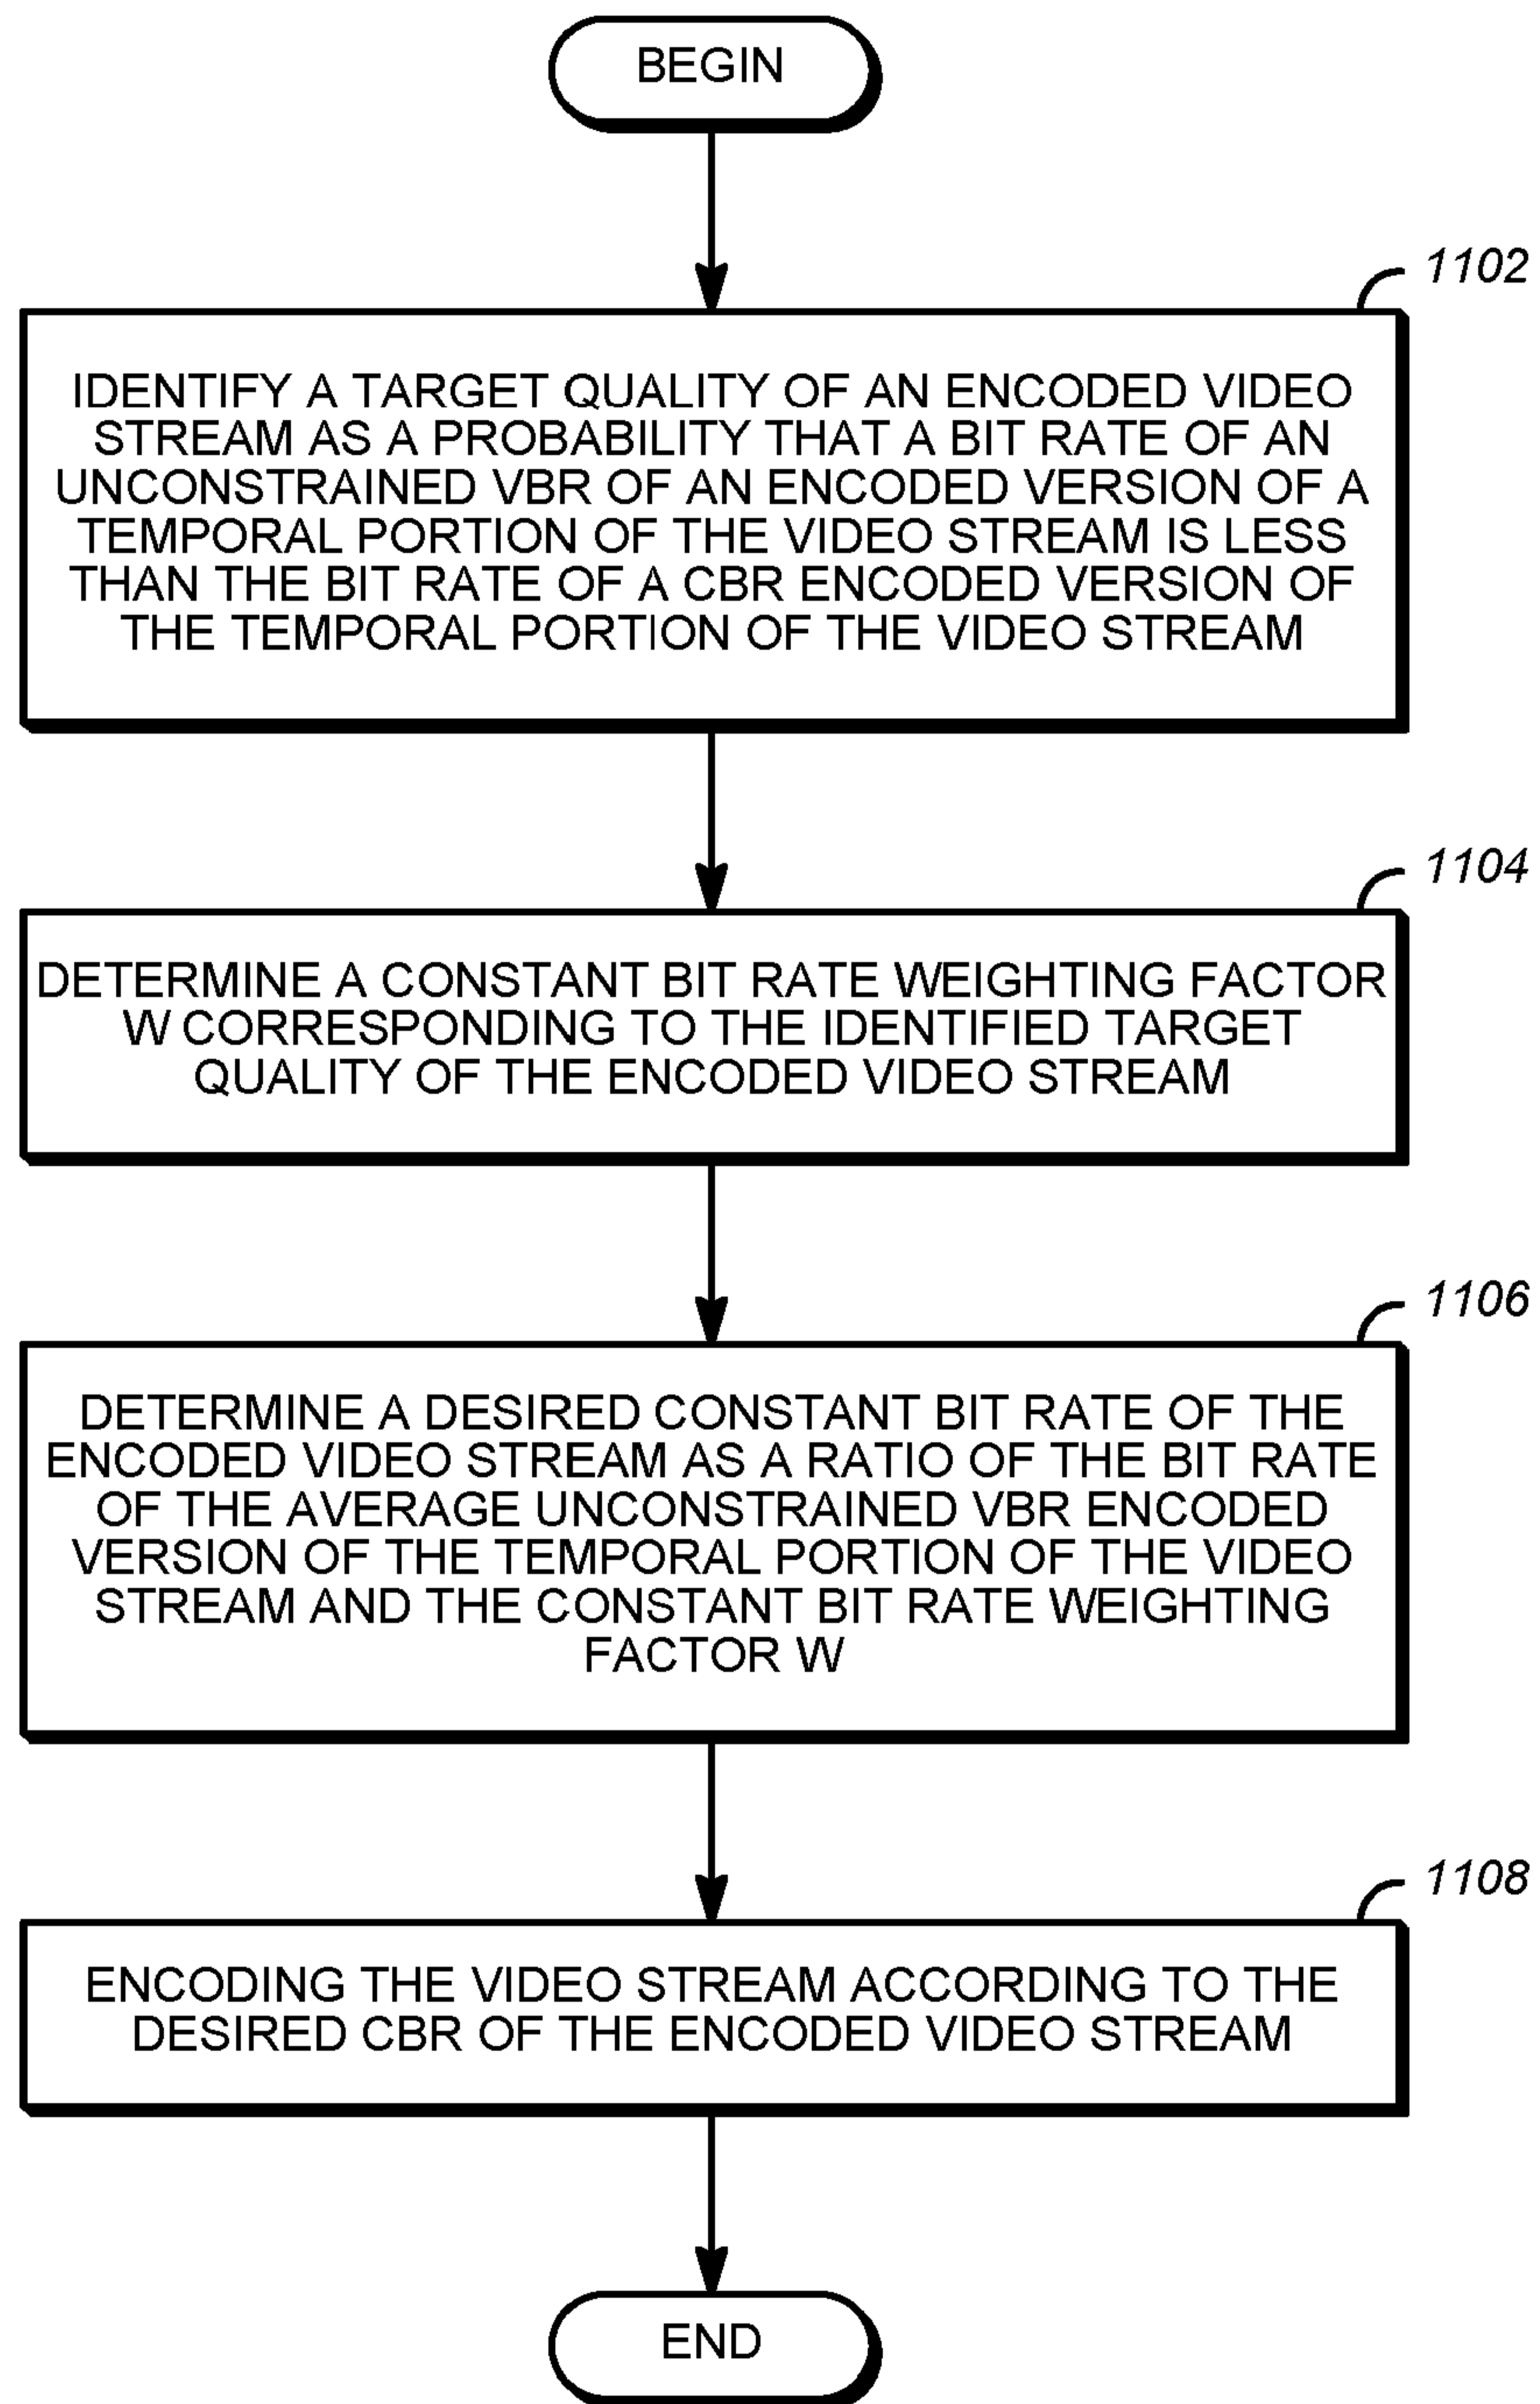 BEGIN
1102
IDENTIFY A TARGET QUALITY OF AN ENCODED VIDEO
STREAM AS A PROBABILITY THAT A BIT RATE OF AN
UNCONSTRAINED VBR OF AN ENCODED VERSION OF A
TEMPORAL PORTION OF THE VIDEO STREAM IS LESS
THAN THE BIT RATE OF A CBR ENCODED VERSION OF
THE TEMPORAL PORTION OF THE VIDEO STREAM
1104
DETERMINE A CONSTANT BIT RATE WEIGHTING FACTOR
W CORRESPONDING TO THE IDENTIFIED TARGET
QUALITY OF THE ENCODED VIDEO STREAM
1106
DETERMINE A DESIRED CONSTANT BIT RATE OF THE
ENCODED VIDEO STREAM AS A RATIO OF THE BIT RATE
OF THE AVERAGE UNCONSTRAINED VBR ENCODED
VERSION OF THE TEMPORAL PORTION OF THE VIDEO
STREAM AND THE CONSTANT BIT RATE WEIGHTING
FACTOR W
1108
ENCODING THE VIDEO STREAM ACCORDING TO THE
DESIRED CBR OF THE ENCODED VIDEO STREAM
END